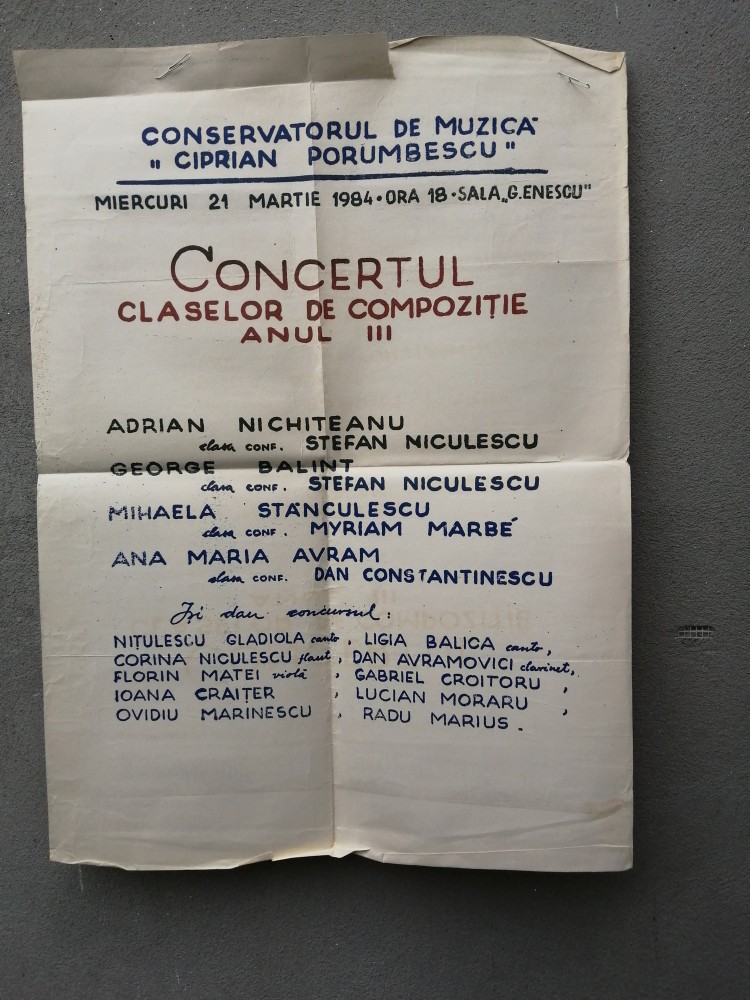 CONSERVATORUL DE MUZICĂ
"CIPRIAN PORUMBESCU"
MIERCURI 21 MARTIE 1984 • ORA 18 • SALA „G.ENESCU"
CONCERTUL
CLASELOR DE COMPOZIȚIE
ANUL III
ADRIAN NICHITEANU
clasa CONF. STEFAN NICULESCU
GEORGE BALINT
clasa CONF. STEFAN NICULESCU
MIHAELA STĂNCULESCU
clasa CONF. MYRIAM MARBÉ
ANA MARIA AVRAM
clasa CONF. DAN CONSTANTINESCU
Își dau concursul:
NIȚULESCU GLADIOLA canto, LIGIA BALICA canto,
CORINA NICULESCU flaut, DAN AVRAMOVICI clarinet,
FLORIN MATEI violă, GABRIEL CROITORU,
IOANA CRAIȚER, LUCIAN MORARU,
OVIDIU MARINESCU, RADU MARIUS.